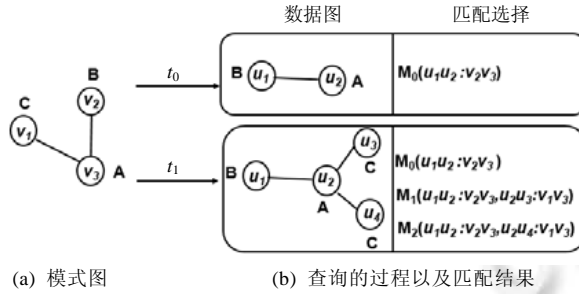 数据图 匹配选择
B
C
v2
v1
v3 A
t0
t1
B u1 u2 A
M0(u1u2:v2v3)
u3
C
B u1 u2
A
u4
C
M0(u1u2:v2v3)
M1(u1u2:v2v3,u2u3:v1v3)
M2(u1u2:v2v3,u2u4:v1v3)
(a) 模式图 (b) 查询的过程以及匹配结果